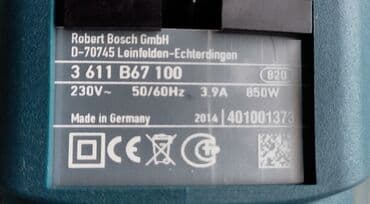 Robert Bosch GmbH
D-70745 Leinfelden-Echterdingen
3 611 B67 100 B20
230V~ 50/60Hz 3.9A 850W
Made in Germany 2014 401001373
CE